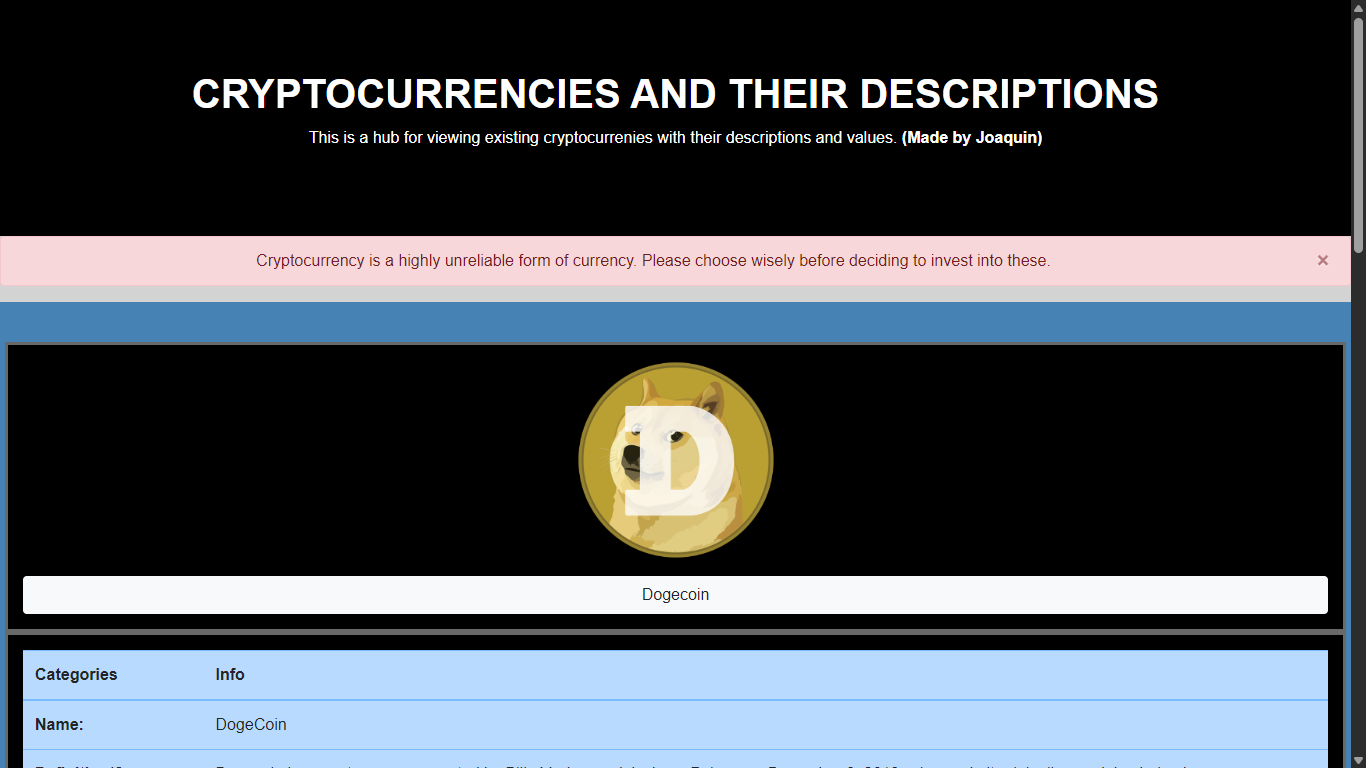 CRYPTOCURRENCIES AND THEIR DESCRIPTIONS
This is a hub for viewing existing cryptocurrenies with their descriptions and values. (Made by Joaquin)
Cryptocurrency is a highly unreliable form of currency. Please choose wisely before deciding to invest into these. ×
D
Dogecoin
Categories Info
Name: DogeCoin